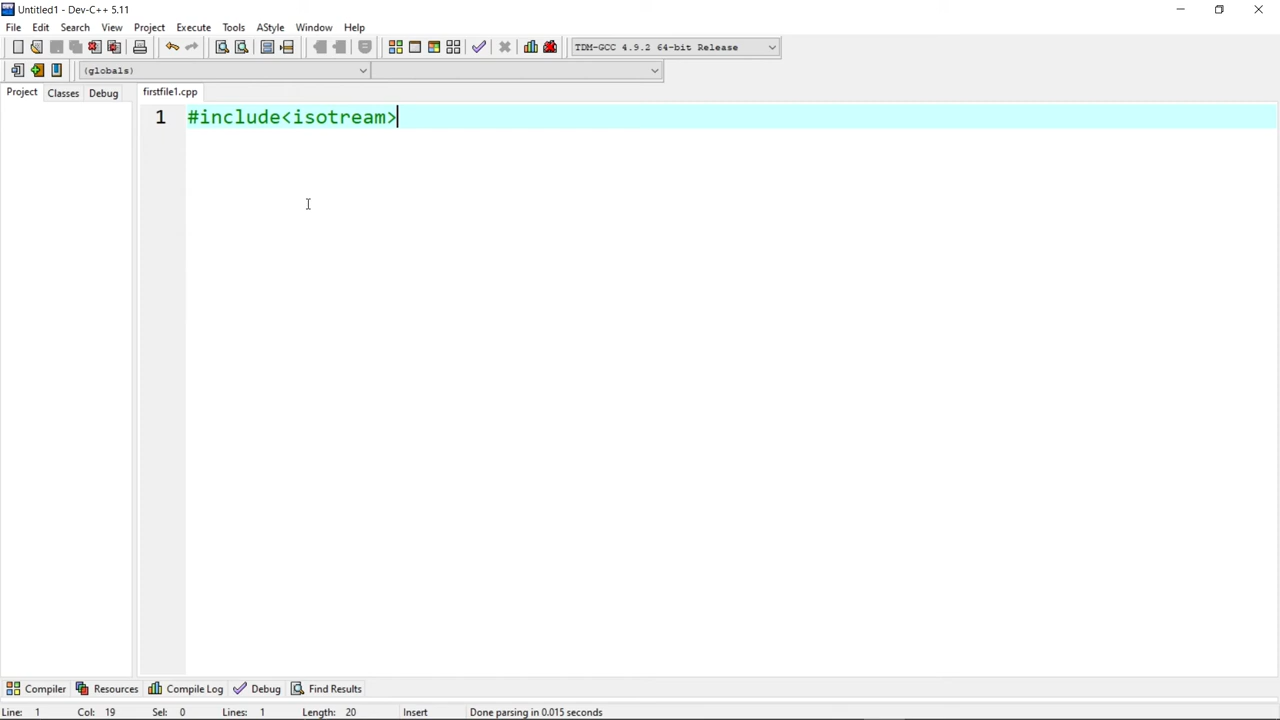 Untitled1 - Dev-C++ 5.11
File Edit Search View Project Execute Tools AStyle Window Help
TDM-GCC 4.9.2 64-bit Release
(globals)
Project Classes Debug firstfile1.cpp
1 #include<isotream>
Compiler Resources Compile Log Debug Find Results
Line: 1 Col: 19 Sel: 0 Lines: 1 Length: 20 Insert Done parsing in 0.015 seconds